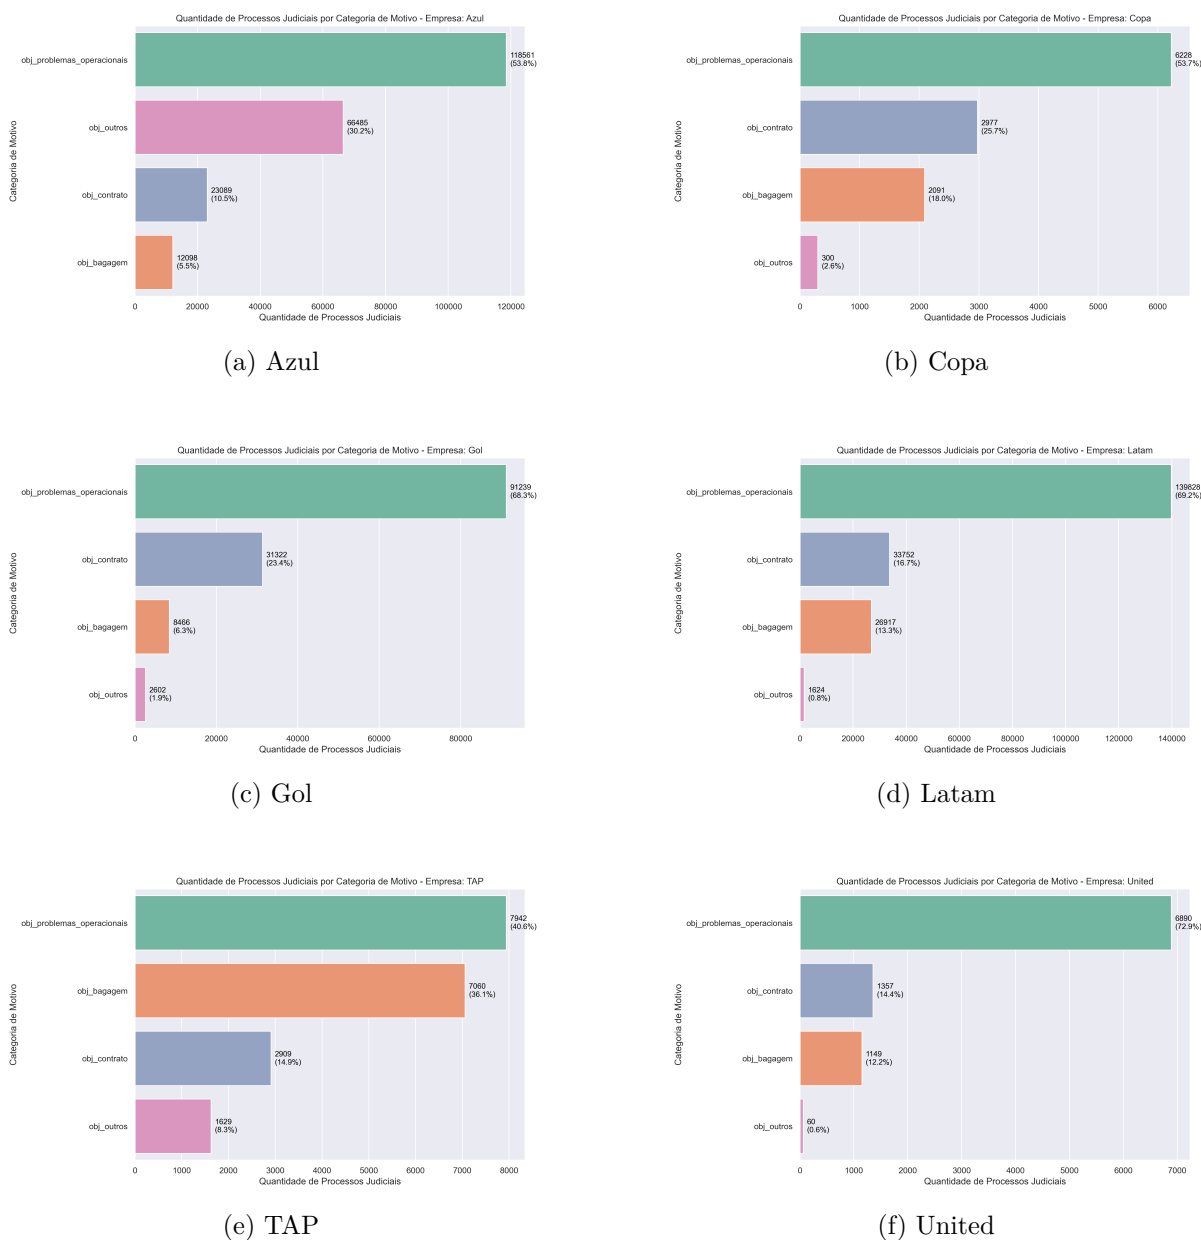 Quantidade de Processos Judiciais por Categoria de Motivo - Empresa: Azul
Categoria de Motivo
obj_problemas_operacionais
118561
(53.8%)
obj_outros
66485
(30.2%)
obj_contrato
23089
(10.5%)
obj_bagagem
12098
(5.5%)
0 20000 40000 60000 80000 100000 120000
Quantidade de Processos Judiciais
(a) Azul
Quantidade de Processos Judiciais por Categoria de Motivo - Empresa: Copa
Categoria de Motivo
obj_problemas_operacionais
6228
(53.7%)
obj_contrato
2977
(25.7%)
obj_bagagem
2091
(18.0%)
obj_outros
300
(2.6%)
0 1000 2000 3000 4000 5000 6000
Quantidade de Processos Judiciais
(b) Copa
Quantidade de Processos Judiciais por Categoria de Motivo - Empresa: Gol
Categoria de Motivo
obj_problemas_operacionais
91239
(68.3%)
obj_contrato
31322
(23.4%)
obj_bagagem
8466
(6.3%)
obj_outros
2602
(1.9%)
0 20000 40000 60000 80000
Quantidade de Processos Judiciais
(c) Gol
Quantidade de Processos Judiciais por Categoria de Motivo - Empresa: Latam
Categoria de Motivo
obj_problemas_operacionais
139828
(69.2%)
obj_contrato
33752
(16.7%)
obj_bagagem
26917
(13.3%)
obj_outros
1624
(0.8%)
0 20000 40000 60000 80000 100000 120000 140000
Quantidade de Processos Judiciais
(d) Latam
Quantidade de Processos Judiciais por Categoria de Motivo - Empresa: TAP
Categoria de Motivo
obj_problemas_operacionais
7942
(40.6%)
obj_bagagem
7060
(36.1%)
obj_contrato
2909
(14.9%)
obj_outros
1629
(8.3%)
0 1000 2000 3000 4000 5000 6000 7000 8000
Quantidade de Processos Judiciais
(e) TAP
Quantidade de Processos Judiciais por Categoria de Motivo - Empresa: United
Categoria de Motivo
obj_problemas_operacionais
6890
(72.9%)
obj_contrato
1357
(14.4%)
obj_bagagem
1149
(12.2%)
obj_outros
60
(0.6%)
0 1000 2000 3000 4000 5000 6000 7000
Quantidade de Processos Judiciais
(f) United